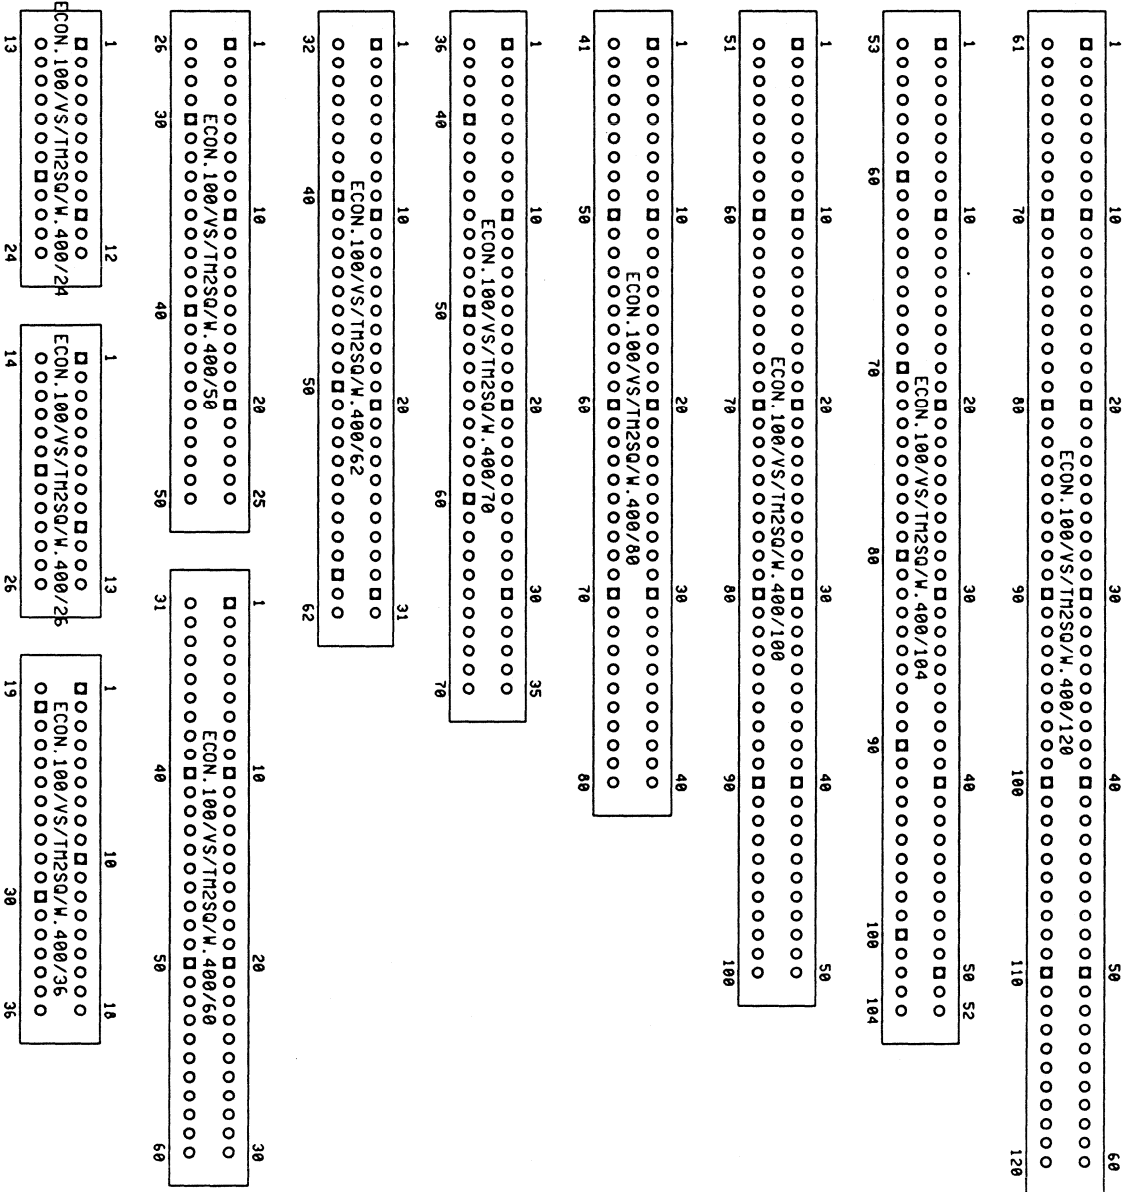 1 10 20 30 40 50 60
ECON.100/VS/TM2SQ/W.400/120
61 70 80 90 100 110 120
1 10 20 30 40 50 52
ECON.100/VS/TM2SQ/W.400/104
53 60 70 80 90 100 104
1 10 20 30 40 50
ECON.100/VS/TM2SQ/W.400/100
51 60 70 80 90 100
1 10 20 30 40
ECON.100/VS/TM2SQ/W.400/80
41 50 60 70 80
1 10 20 30 35
ECON.100/VS/TM2SQ/W.400/70
36 40 50 60 70
1 10 20 31
ECON.100/VS/TM2SQ/W.400/62
32 40 50 62
1 10 20 25
ECON.100/VS/TM2SQ/W.400/50
26 30 40 50
1 10 20 30
ECON.100/VS/TM2SQ/W.400/60
31 40 50 60
1 12
ECON.100/VS/TM2SQ/W.400/24
13 24
1 13
ECON.100/VS/TM2SQ/W.400/26
14 26
1 10 18
ECON.100/VS/TM2SQ/W.400/36
19 30 36